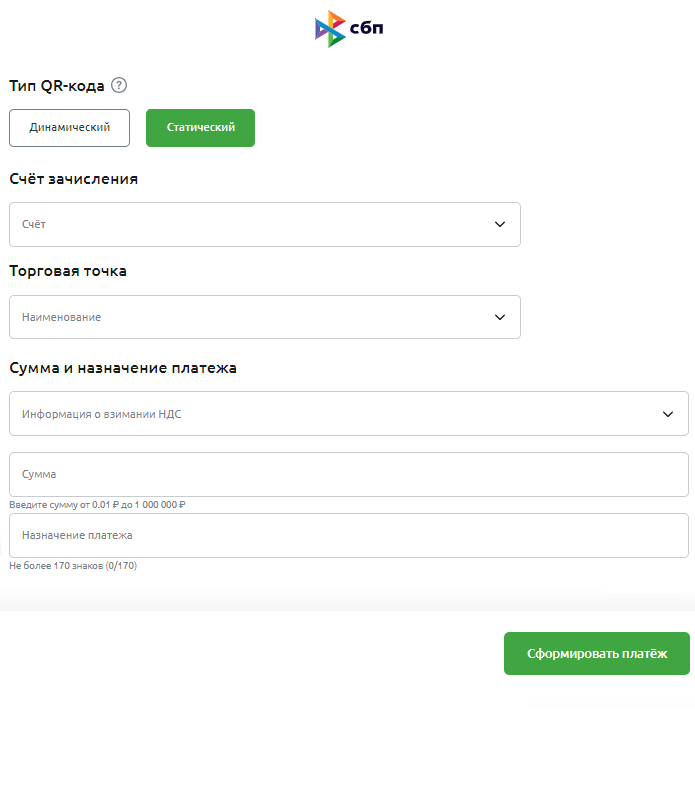 сбп
Тип QR-кода ?
Динамический Статический
Счёт зачисления
Счёт
Торговая точка
Наименование
Сумма и назначение платежа
Информация о взимании НДС
Сумма
Введите сумму от 0.01 ₽ до 1 000 000 ₽
Назначение платежа
Не более 170 знаков (0/170)
Сформировать платёж